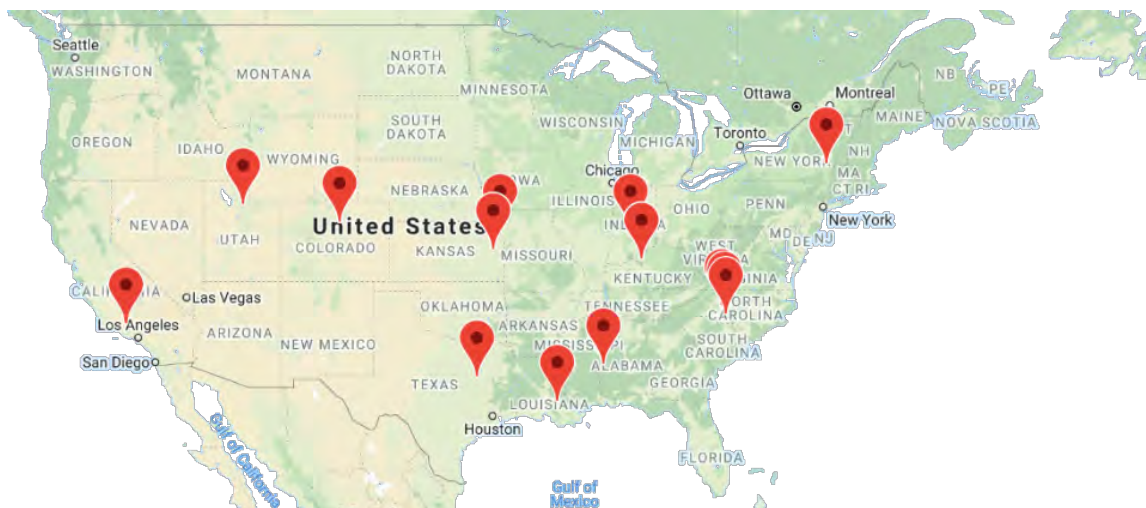 Seattle
WASHINGTON
MONTANA
NORTH
DAKOTA
MINNESOTA
Ottawa
Montreal
NB
PE
MAINE
NOVA SCOTIA
OREGON
IDAHO
WYOMING
SOUTH
DAKOTA
WISCONSIN
MICHIGAN
Toronto
NEW YORK
NH
MA
CT RI
NEBRASKA
Chicago
ILLINOIS
OHIO
PENN
New York
NEVADA
UTAH
United States
COLORADO
KANSAS
MISSOURI
WEST
MD
DE
NJ
KENTUCKY
CALIFORNIA
Las Vegas
OKLAHOMA
TENNESSEE
NORTH
CAROLINA
Los Angeles
ARIZONA
NEW MEXICO
ARKANSAS
MISSISSIPPI
SOUTH
CAROLINA
San Diego
TEXAS
ALABAMA
GEORGIA
LOUISIANA
Houston
FLORIDA
Gulf of California
Gulf of
Mexico